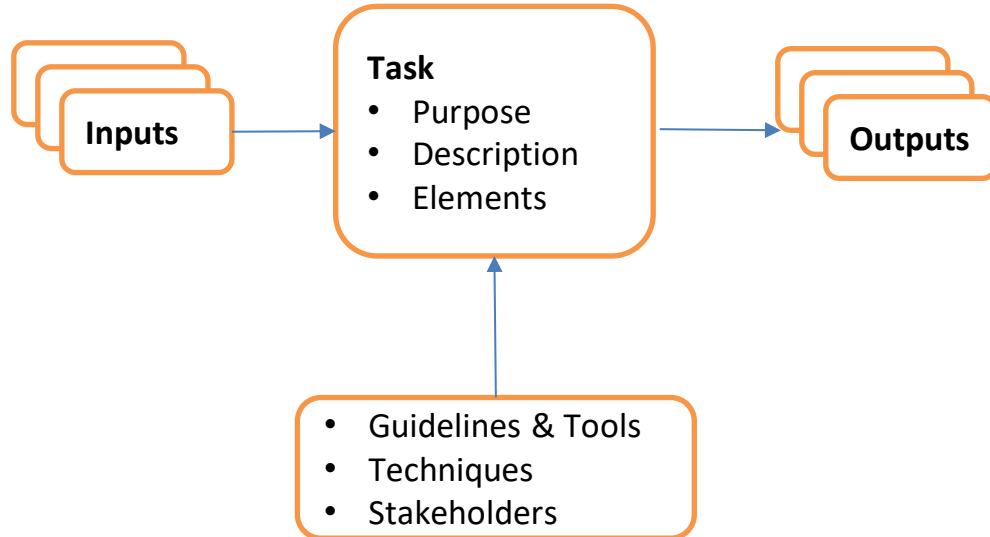 Inputs
Task
• Purpose
• Description
• Elements
Outputs
• Guidelines & Tools
• Techniques
• Stakeholders